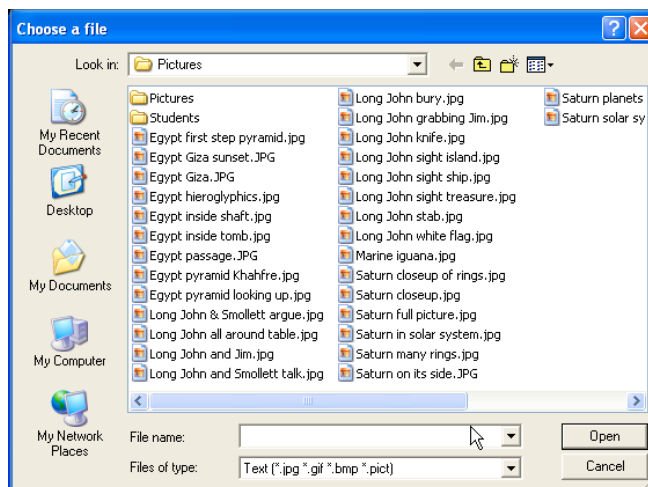 Choose a file
Look in:
Pictures
My Recent
Documents
Desktop
My Documents
My Computer
My Network
Places
Pictures
Students
Egypt first step pyramid.jpg
Egypt Giza sunset.JPG
Egypt Giza.JPG
Egypt hieroglyphics.jpg
Egypt inside shaft.jpg
Egypt inside tomb.jpg
Egypt passage.JPG
Egypt pyramid Khahfre.jpg
Egypt pyramid looking up.jpg
Long John & Smollett argue.jpg
Long John all around table.jpg
Long John and Jim.jpg
Long John and Smollett talk.jpg
Long John bury.jpg
Long John grabbing Jim.jpg
Long John knife.jpg
Long John sight island.jpg
Long John sight ship.jpg
Long John sight treasure.jpg
Long John stab.jpg
Long John white flag.jpg
Marine iguana.jpg
Saturn closeup of rings.jpg
Saturn closeup.jpg
Saturn full picture.jpg
Saturn in solar system.jpg
Saturn many rings.jpg
Saturn on its side.JPG
Saturn planets
Saturn solar sy
File name:
Open
Files of type:
Text (*.jpg *.gif *.bmp *.pict)
Cancel